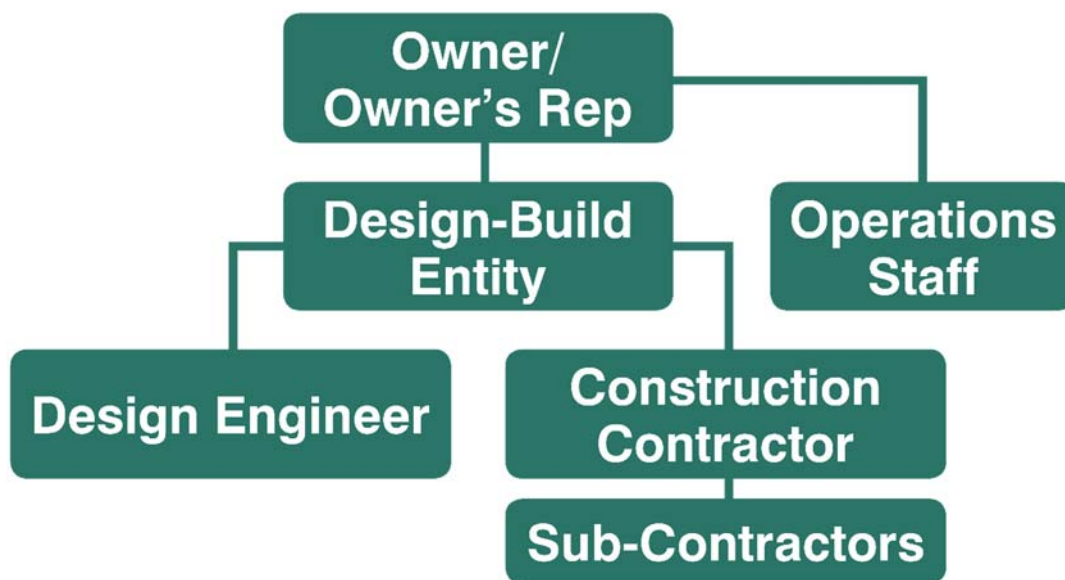 Owner/
Owner's Rep
Design-Build
Entity
Operations
Staff
Design Engineer
Construction
Contractor
Sub-Contractors